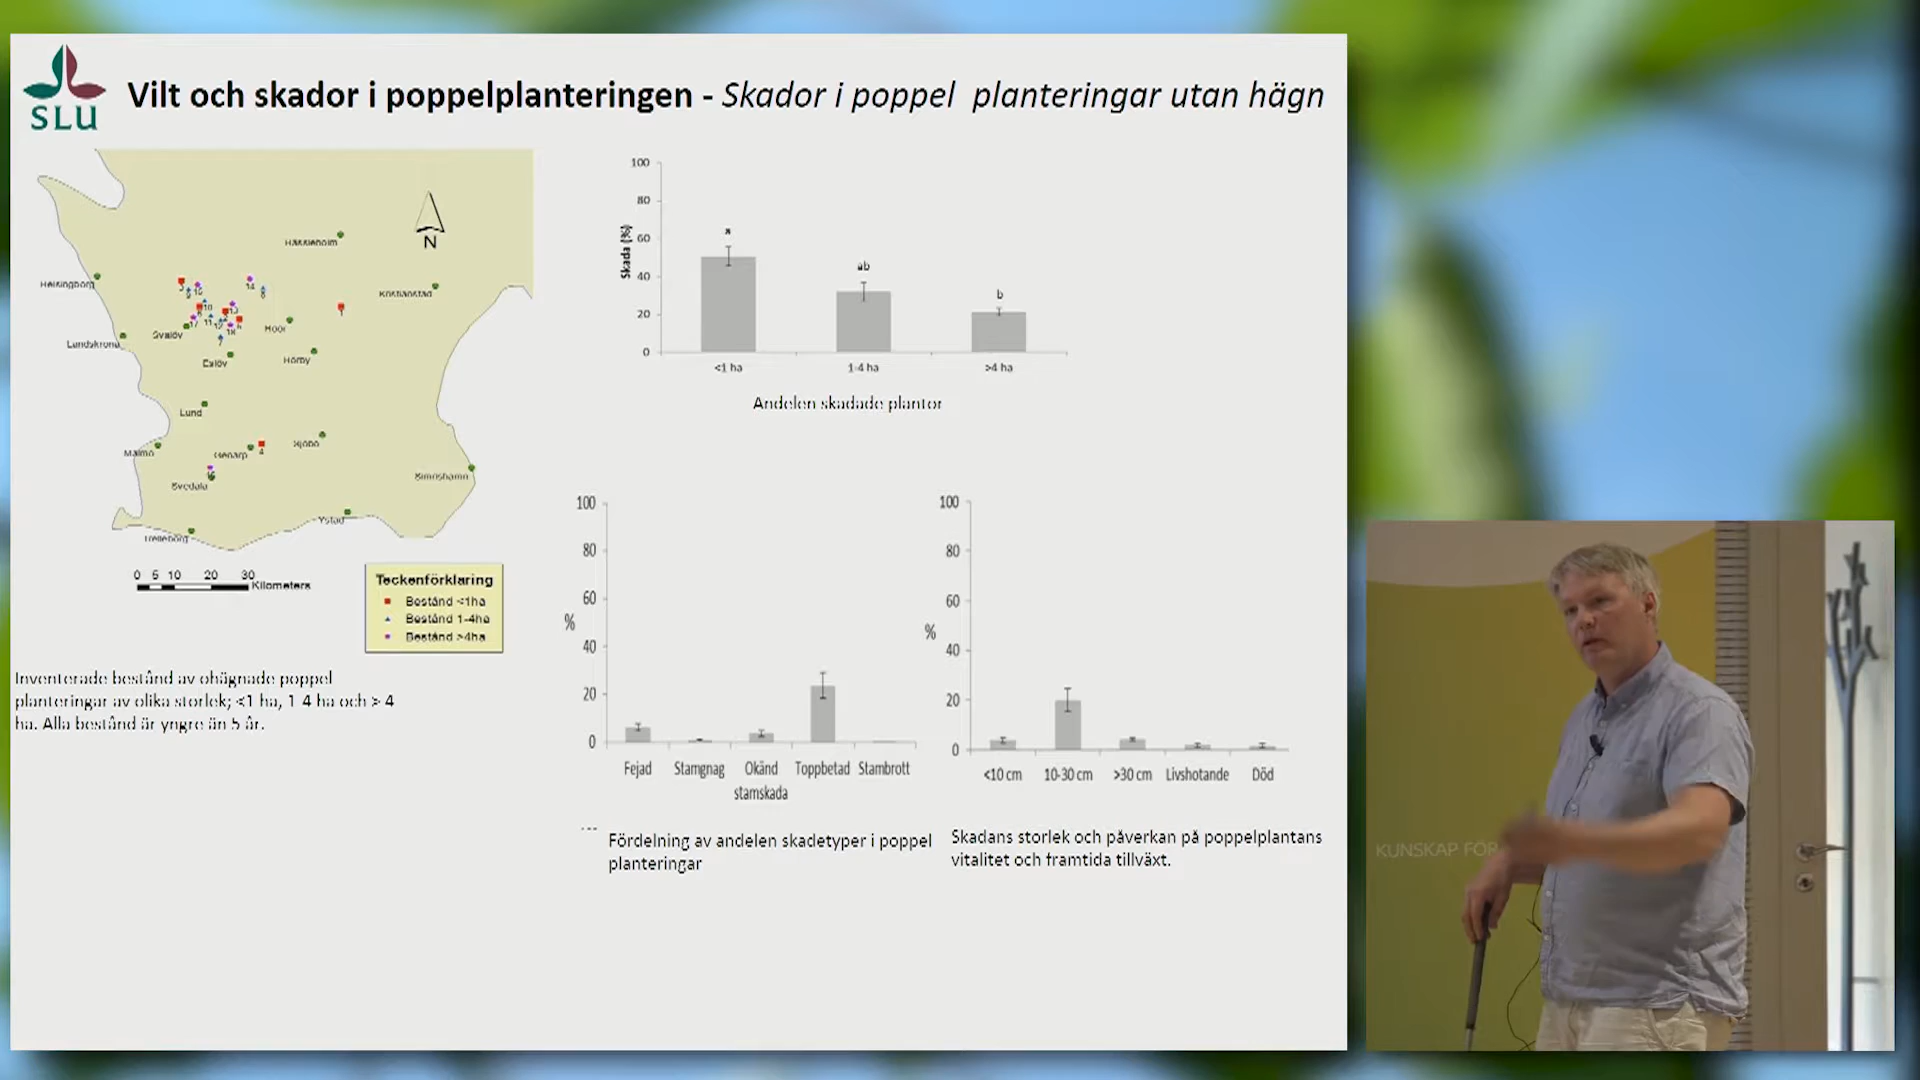 SLU
Vilt och skador i poppelplanteringen - Skador i poppel planteringar utan hägn
N
Hässleholm
Helsingborg
Kristianstad
Svalöv
Höör
Landskrona
Eslöv
Hörby
Lund
Malmö
Genarp
Sjöbo
Svedala
Simrishamn
Ystad
Trelleborg
0 5 10 20 30
Kilometers
Teckenförklaring
Bestånd <1ha
Bestånd 1-4ha
Bestånd >4ha
Inventerade bestånd av ohägnade poppel
planteringar av olika storlek; <1 ha, 1-4 ha och > 4
ha. Alla bestånd är yngre än 5 år.
Skada (%)
100
80
60
40
20
0
a
ab
b
<1 ha
1-4 ha
>4 ha
Andelen skadade plantor
%
100
80
60
40
20
0
Fejad
Stamgnag
Okänd
stamskada
Toppbetad
Stambrott
Fördelning av andelen skadetyper i poppel
planteringar
%
100
80
60
40
20
0
<10 cm
10-30 cm
>30 cm
Livshotande
Död
Skadans storlek och påverkan på poppelplantans
vitalitet och framtida tillväxt.
KUNSKAP FÖR